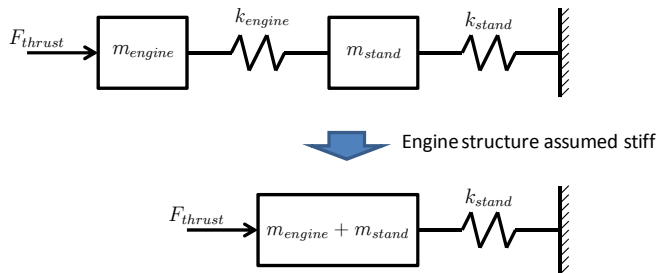 k_engine
k_stand
F_thrust
m_engine
m_stand
Engine structure assumed stiff
k_stand
F_thrust
m_engine + m_stand